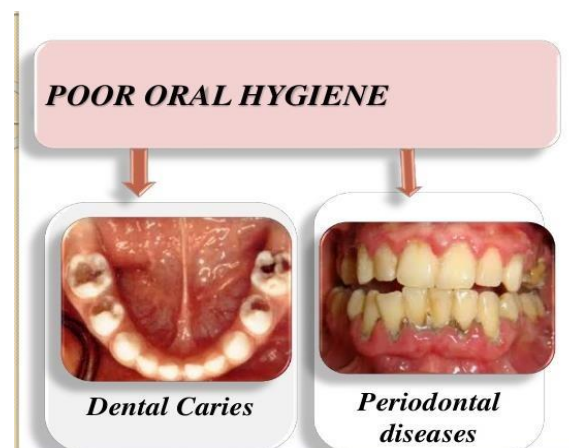 POOR ORAL HYGIENE
Dental Caries
Periodontal
diseases